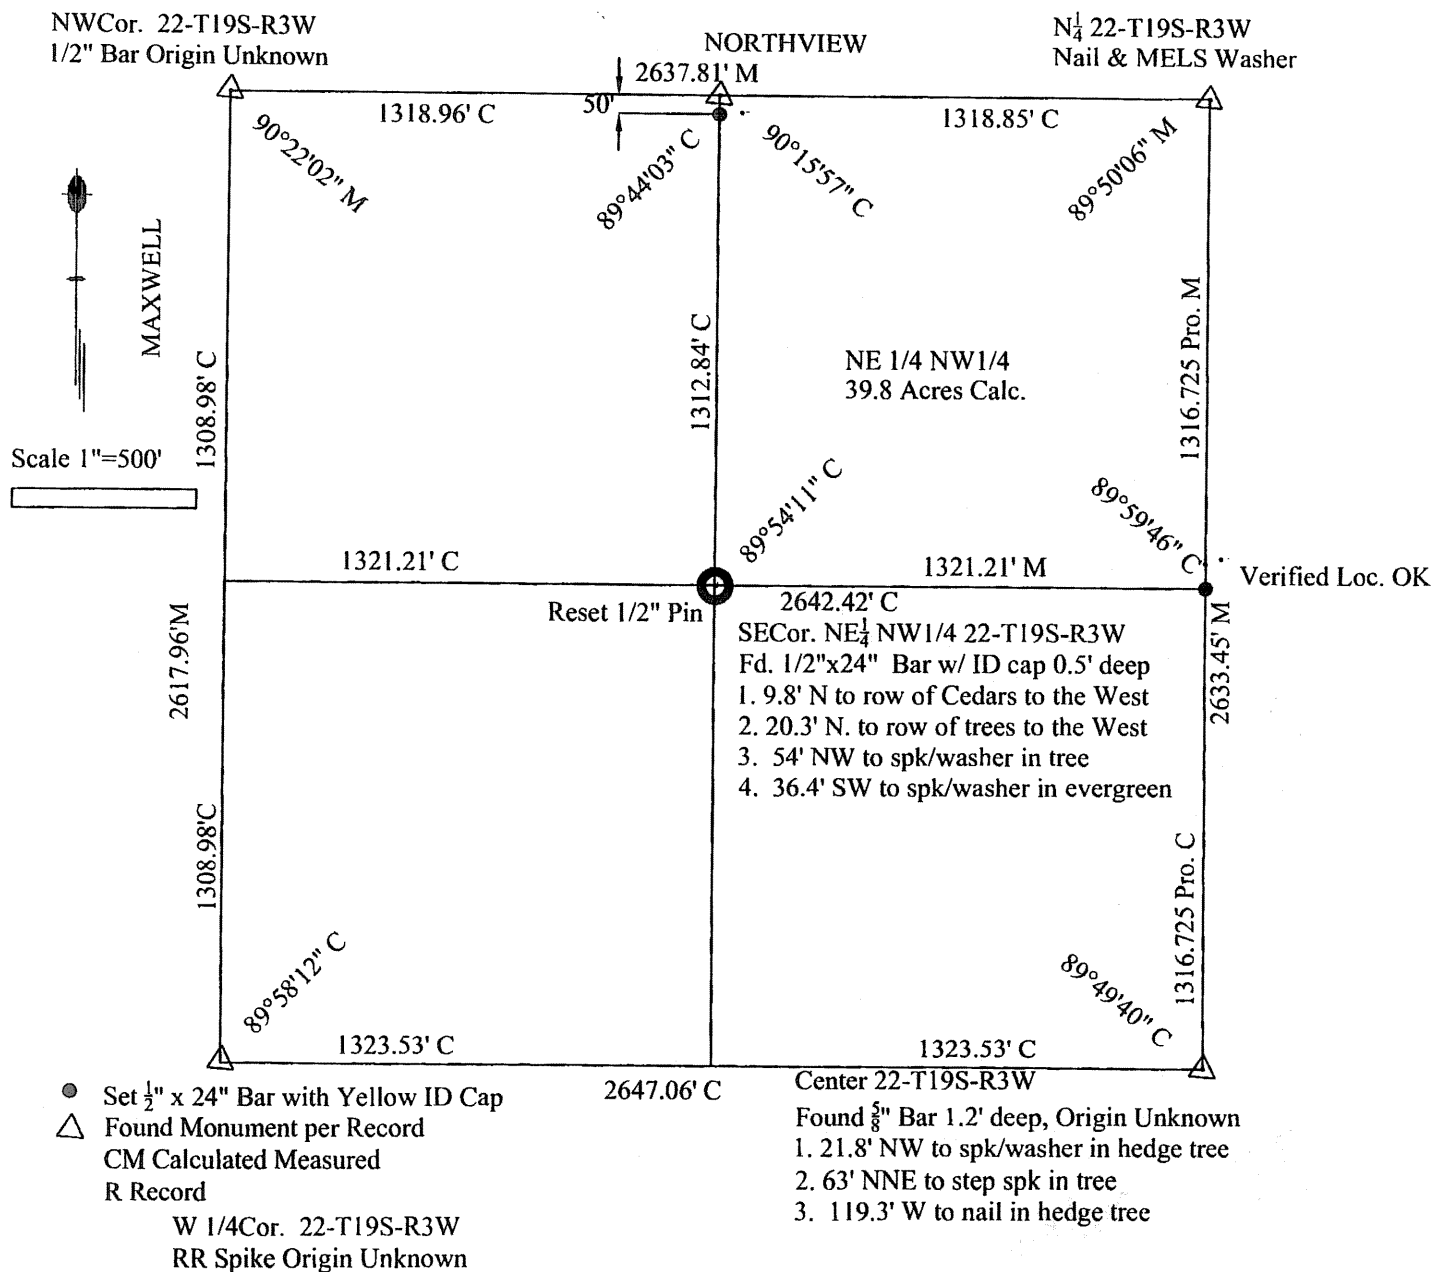 NWCor. 22-T19S-R3W
1/2" Bar Origin Unknown
NORTHVIEW
2637.81' M
N1/4 22-T19S-R3W
Nail & MELS Washer
1318.96' C
50'
1318.85' C
90°22'02" M
89°44'03" C
90°15'57" C
89°50'06" M
MAXWELL
1308.98' C
1312.84' C
1316.725 Pro. M
NE 1/4 NW1/4
39.8 Acres Calc.
Scale 1"=500'
89°54'11" C
89°59'46" C
1321.21' C
1321.21' M
Verified Loc. OK
Reset 1/2" Pin
2642.42' C
SECor. NE1/4 NW1/4 22-T19S-R3W
Fd. 1/2"x24" Bar w/ ID cap 0.5' deep
1. 9.8' N to row of Cedars to the West
2. 20.3' N. to row of trees to the West
3. 54' NW to spk/washer in tree
4. 36.4' SW to spk/washer in evergreen
2617.96'M
2633.45' M
1308.98'C
1316.725 Pro. C
89°58'12" C
89°49'40" C
1323.53' C
1323.53' C
2647.06' C
Set 1/2" x 24" Bar with Yellow ID Cap
Found Monument per Record
CM Calculated Measured
R Record
W 1/4Cor. 22-T19S-R3W
RR Spike Origin Unknown
Center 22-T19S-R3W
Found 5/8" Bar 1.2' deep, Origin Unknown
1. 21.8' NW to spk/washer in hedge tree
2. 63' NNE to step spk in tree
3. 119.3' W to nail in hedge tree